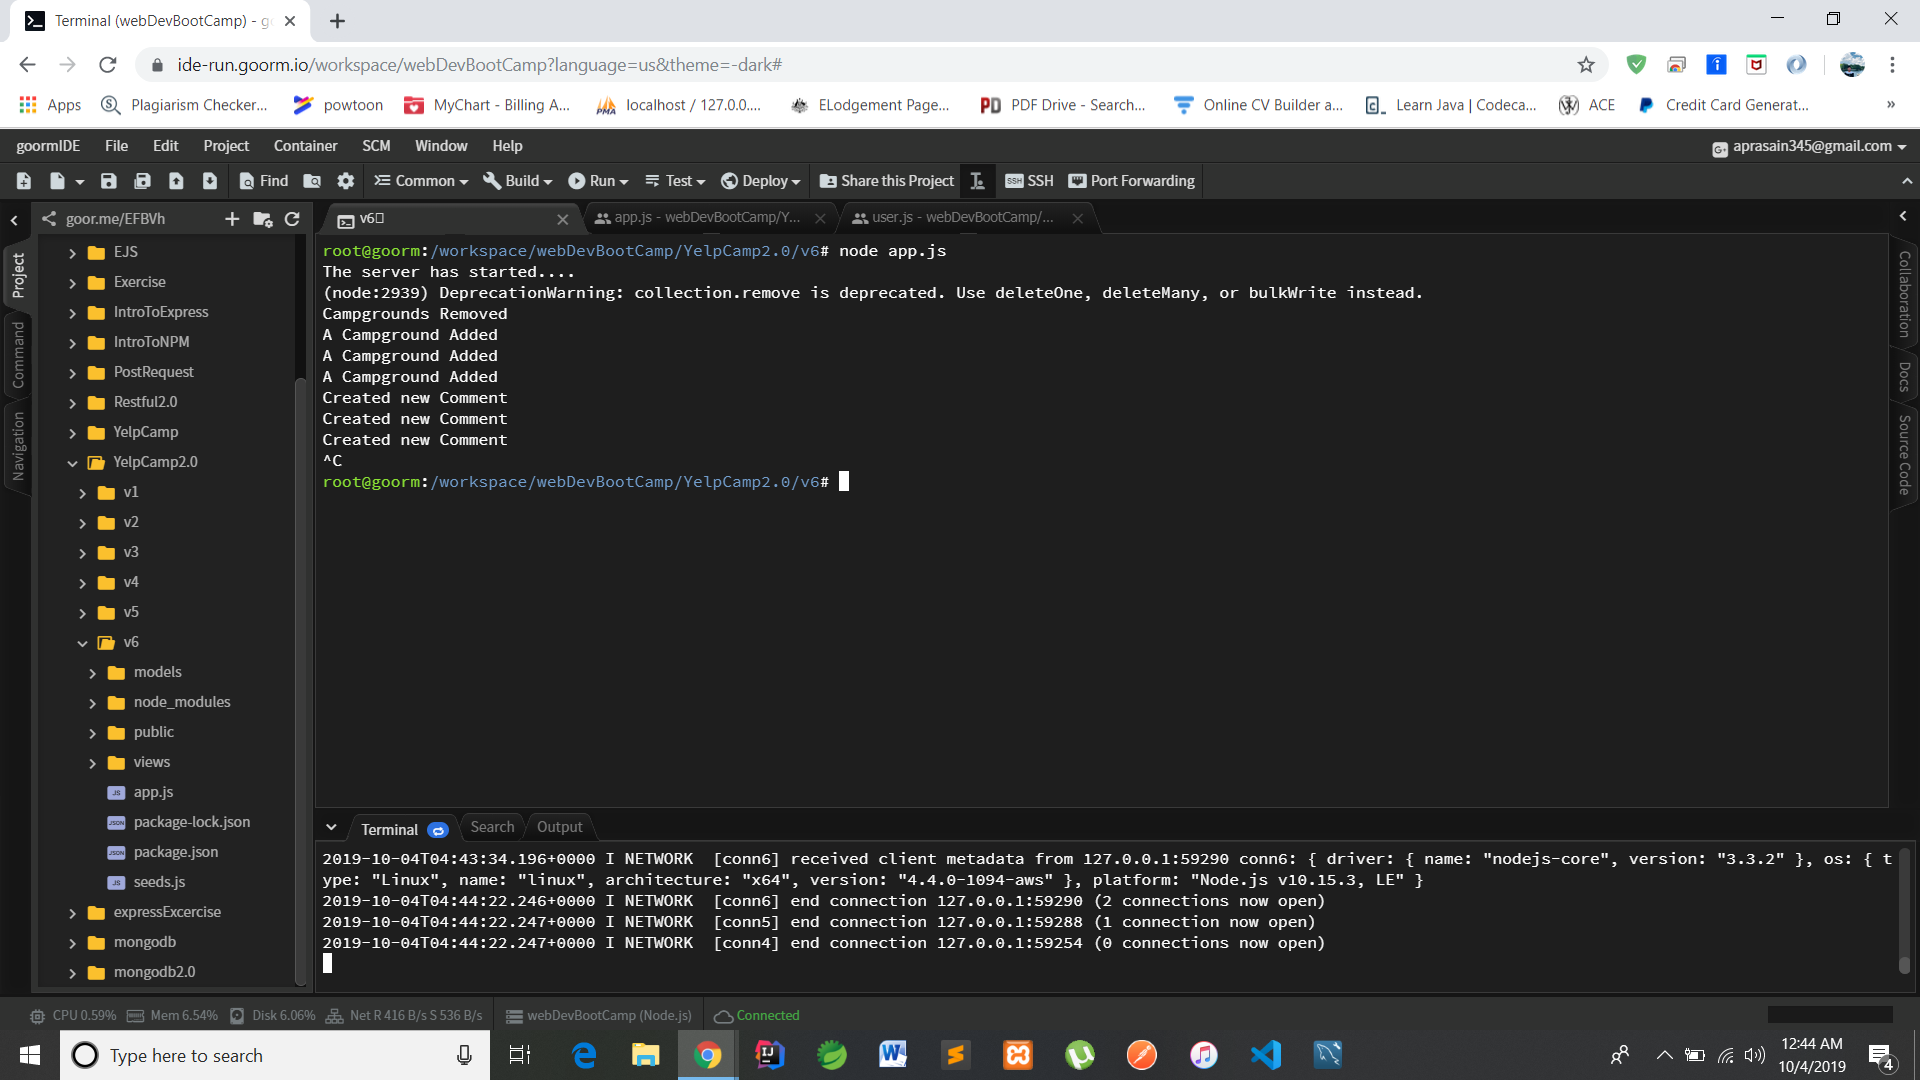 Terminal (webDevBootCamp) - go
ide-run.goorm.io/workspace/webDevBootCamp?language=us&theme=-dark#
Apps
Plagiarism Checker...
powtoon
MyChart - Billing A...
localhost / 127.0.0....
ELodgement Page...
PDF Drive - Search...
Online CV Builder a...
Learn Java | Codeca...
ACE
Credit Card Generat...
»
goormIDE File Edit Project Container SCM Window Help
aprasain345@gmail.com
Find Common Build Run Test Deploy Share this Project SSH SSH Port Forwarding
goor.me/EFBVh
v6
app.js - webDevBootCamp/Y...
user.js - webDevBootCamp/...
Project
Command
Navigation
EJS
Exercise
IntroToExpress
IntroToNPM
PostRequest
Restful2.0
YelpCamp
YelpCamp2.0
v1
v2
v3
v4
v5
v6
models
node_modules
public
views
JS app.js
JSON package-lock.json
JSON package.json
JS seeds.js
expressExcercise
mongodb
mongodb2.0
root@goorm:/workspace/webDevBootCamp/YelpCamp2.0/v6# node app.js
The server has started....
(node:2939) DeprecationWarning: collection.remove is deprecated. Use deleteOne, deleteMany, or bulkWrite instead.
Campgrounds Removed
A Campground Added
A Campground Added
A Campground Added
Created new Comment
Created new Comment
Created new Comment
^C
root@goorm:/workspace/webDevBootCamp/YelpCamp2.0/v6#
Collaboration
Docs
Source Code
Terminal Search Output
2019-10-04T04:43:34.196+0000 I NETWORK  [conn6] received client metadata from 127.0.0.1:59290 conn6: { driver: { name: "nodejs-core", version: "3.3.2" }, os: { t
ype: "Linux", name: "linux", architecture: "x64", version: "4.4.0-1094-aws" }, platform: "Node.js v10.15.3, LE" }
2019-10-04T04:44:22.246+0000 I NETWORK  [conn6] end connection 127.0.0.1:59290 (2 connections now open)
2019-10-04T04:44:22.247+0000 I NETWORK  [conn5] end connection 127.0.0.1:59288 (1 connection now open)
2019-10-04T04:44:22.247+0000 I NETWORK  [conn4] end connection 127.0.0.1:59254 (0 connections now open)
CPU 0.59% Mem 6.54% Disk 6.06% Net R 416 B/s S 536 B/s webDevBootCamp (Node.js) Connected
Type here to search
12:44 AM
10/4/2019
4